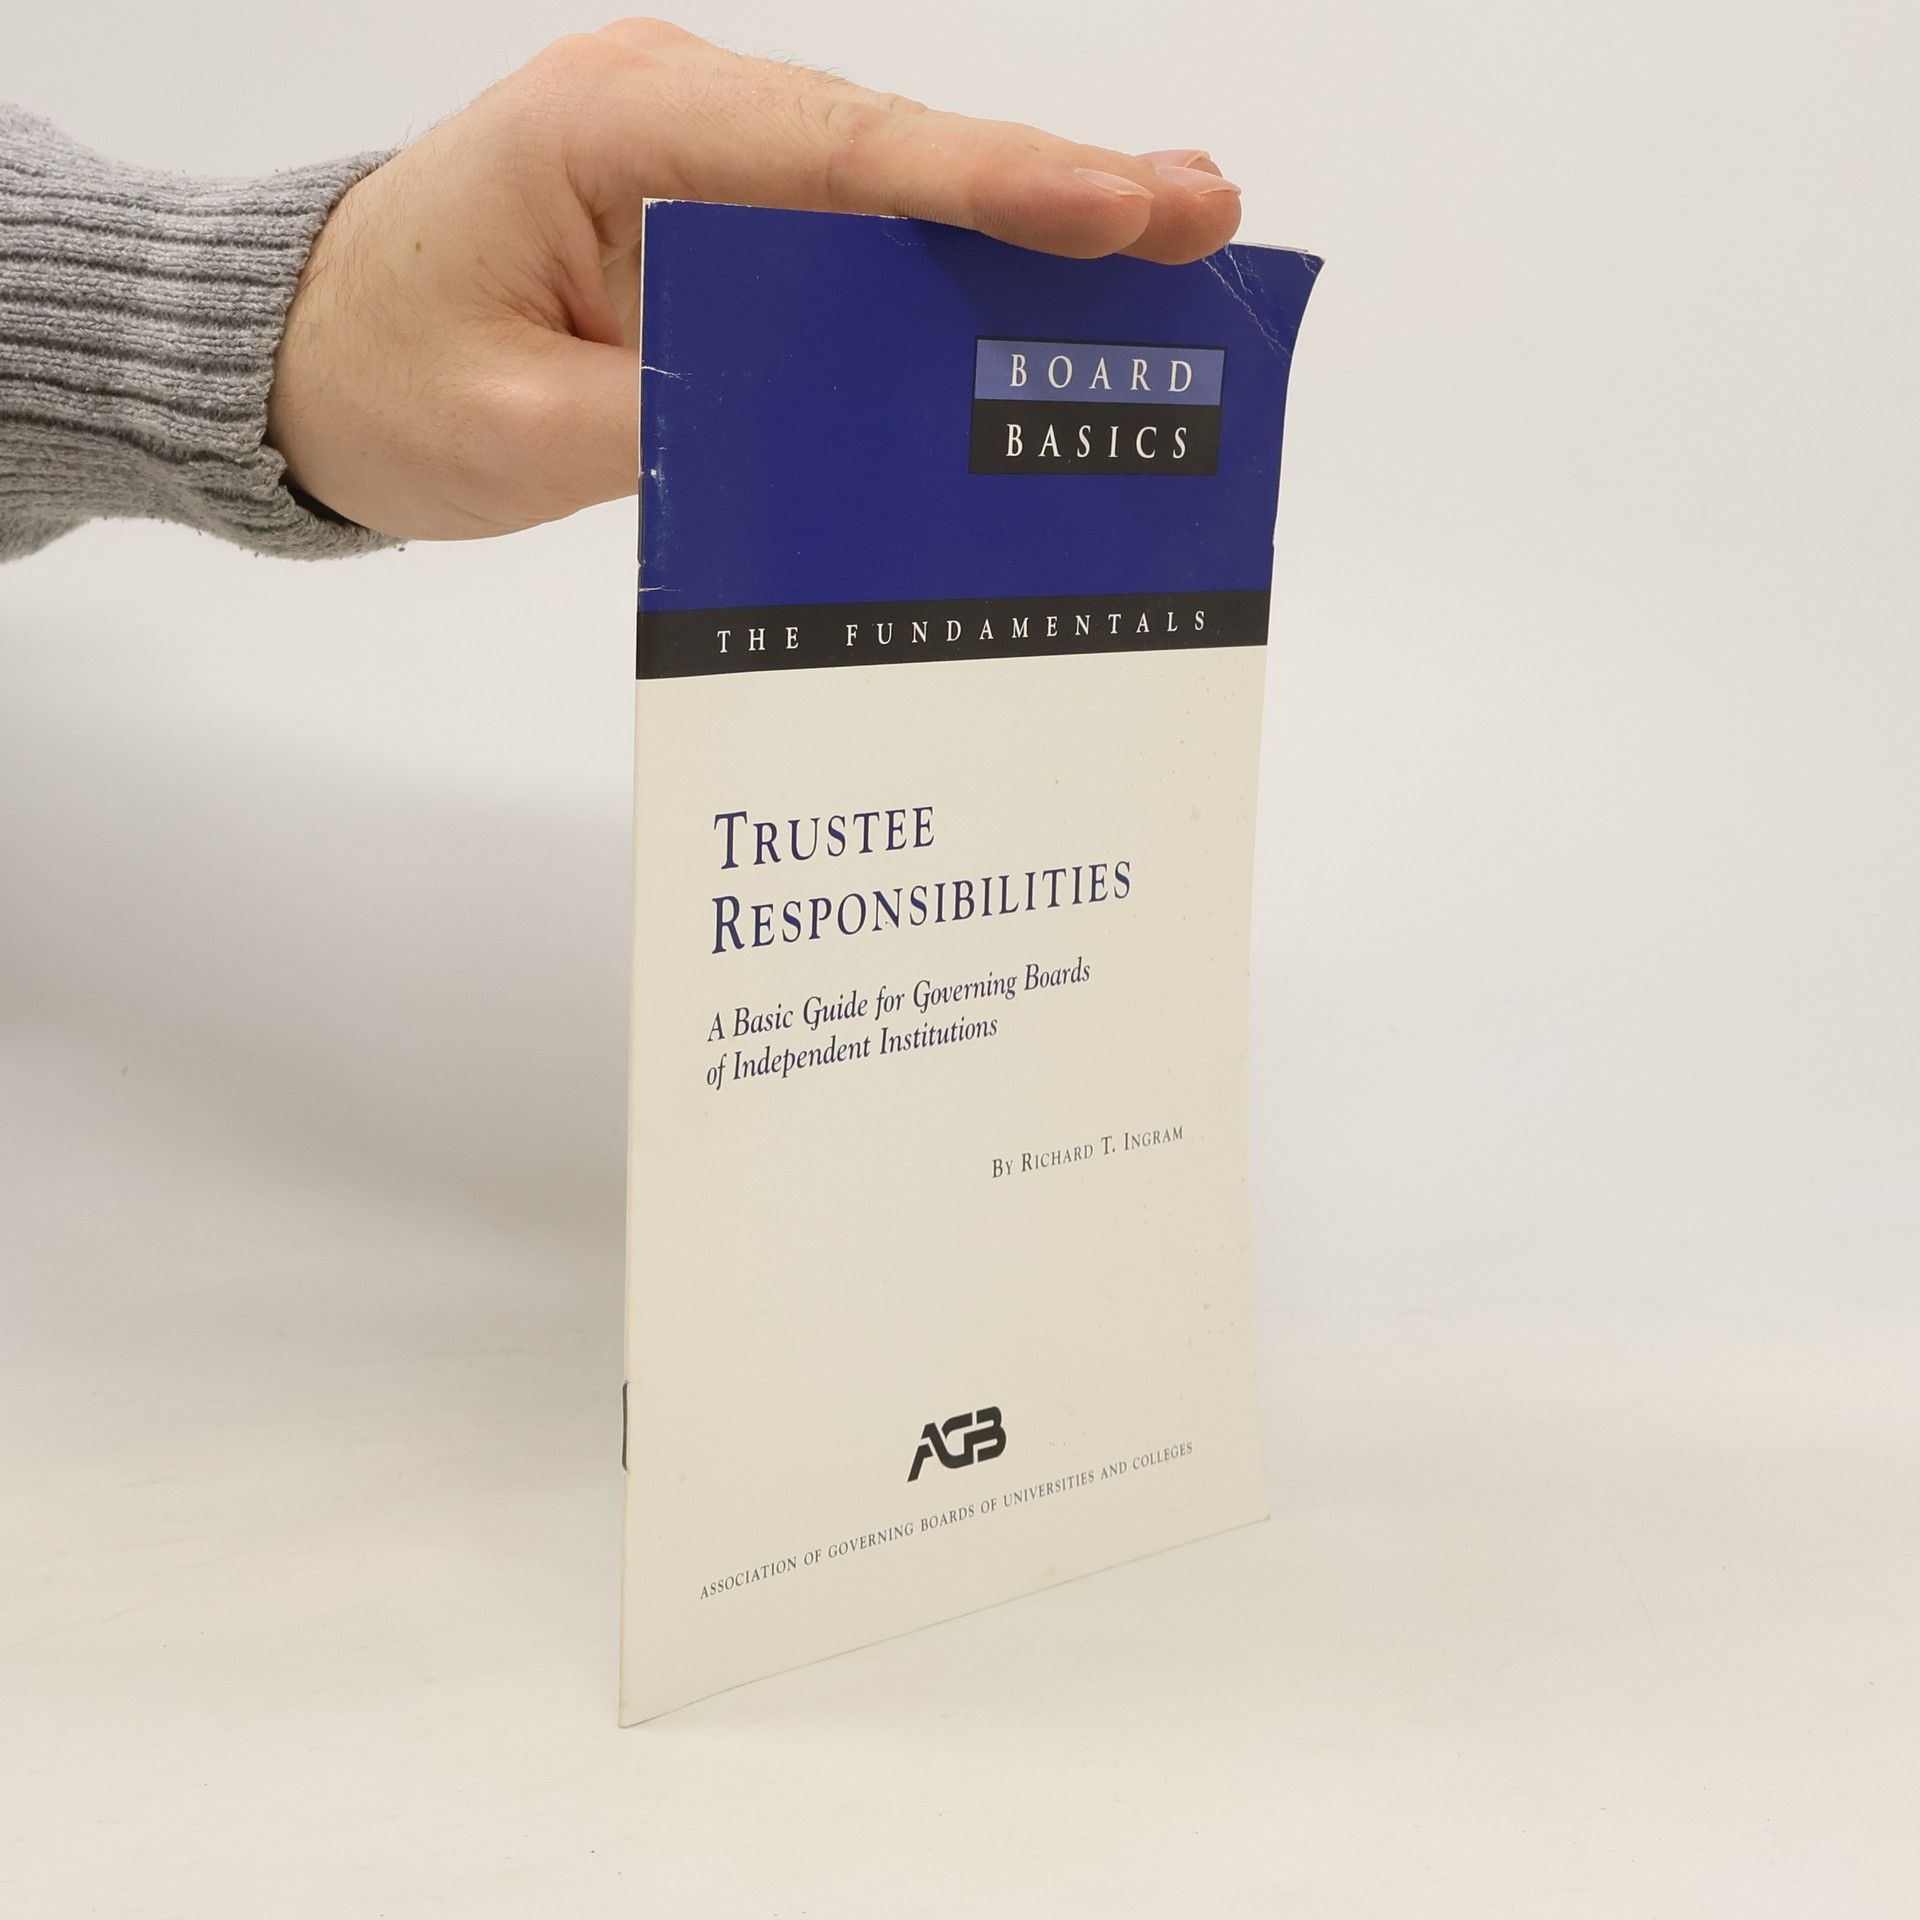 BOARD
BASICS
THE FUNDAMENTALS
TRUSTEE
RESPONSIBILITIES
A Basic Guide for Governing Boards
of Independent Institutions
BY RICHARD T. INGRAM
AGB
ASSOCIATION OF GOVERNING BOARDS OF UNIVERSITIES AND COLLEGES